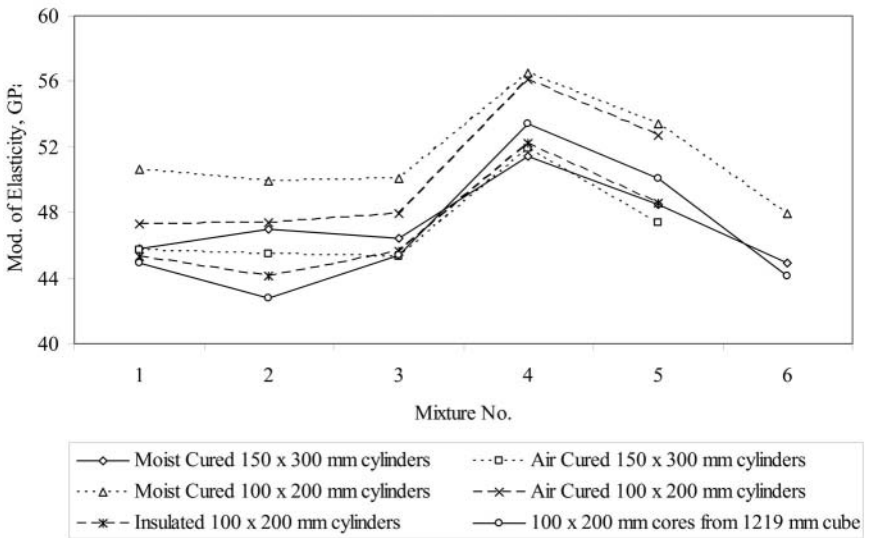 60
56
52
48
44
40
Mod. of Elasticity, GPa
1 2 3 4 5 6
Mixture No.
Moist Cured 150 x 300 mm cylinders
Air Cured 150 x 300 mm cylinders
Moist Cured 100 x 200 mm cylinders
Air Cured 100 x 200 mm cylinders
Insulated 100 x 200 mm cylinders
100 x 200 mm cores from 1219 mm cube